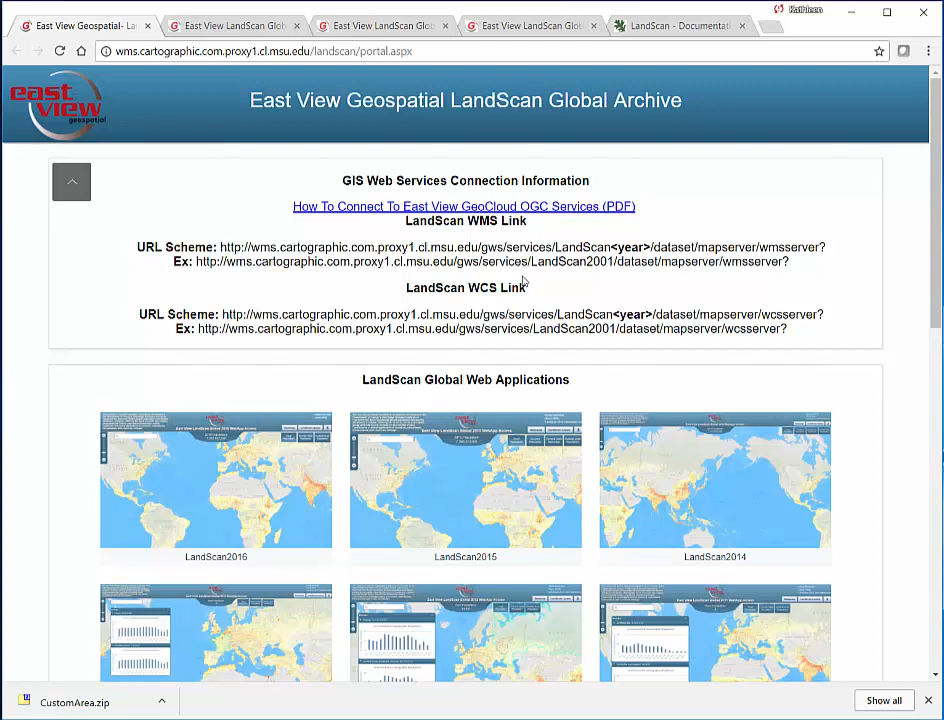 Kathleen
East View Geospatial- La
East View LandScan Glob
East View LandScan Glob
East View LandScan Glob
LandScan - Documentati
wms.cartographic.com.proxy1.cl.msu.edu/landscan/portal.aspx
east view geospatial
East View Geospatial LandScan Global Archive
GIS Web Services Connection Information
How To Connect To East View GeoCloud OGC Services (PDF)
LandScan WMS Link
URL Scheme: http://wms.cartographic.com.proxy1.cl.msu.edu/gws/services/LandScan<year>/dataset/mapserver/wmsserver?
Ex: http://wms.cartographic.com.proxy1.cl.msu.edu/gws/services/LandScan2001/dataset/mapserver/wmsserver?
LandScan WCS Link
URL Scheme: http://wms.cartographic.com.proxy1.cl.msu.edu/gws/services/LandScan<year>/dataset/mapserver/wcsserver?
Ex: http://wms.cartographic.com.proxy1.cl.msu.edu/gws/services/LandScan2001/dataset/mapserver/wcsserver?
LandScan Global Web Applications
LandScan2016
LandScan2015
LandScan2014
CustomArea.zip
Show all